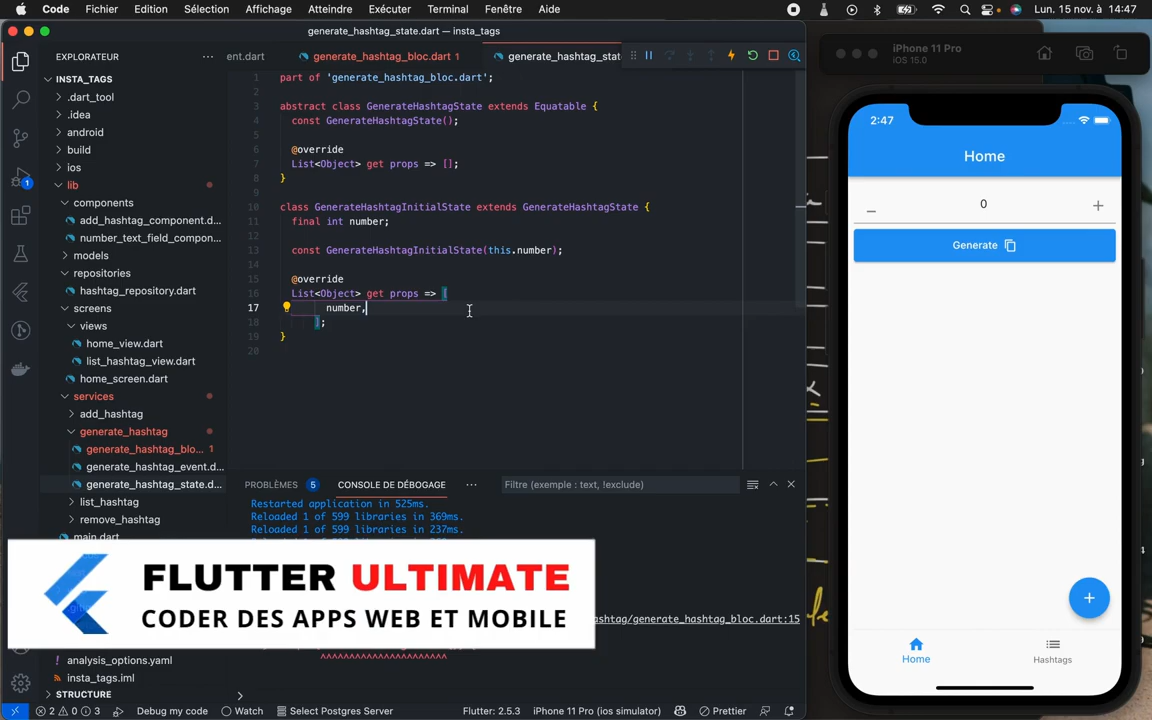 Code Fichier Edition Sélection Affichage Atteindre Exécuter Terminal Fenêtre Aide Lun. 15 nov. à 14:47
generate_hashtag_state.dart — insta_tags
EXPLORATEUR ··· ent.dart generate_hashtag_bloc.dart 1 generate_hashtag_stat
INSTA_TAGS
.dart_tool
.idea
android
build
ios
lib
components
add_hashtag_component.d...
number_text_field_compon...
models
repositories
hashtag_repository.dart
screens
views
home_view.dart
list_hashtag_view.dart
home_screen.dart
services
add_hashtag
generate_hashtag
generate_hashtag_blo... 1
generate_hashtag_event.d...
generate_hashtag_state.d...
list_hashtag
remove_hashtag
main.dart
analysis_options.yaml
insta_tags.iml
STRUCTURE
1 part of 'generate_hashtag_bloc.dart';
2
3 abstract class GenerateHashtagState extends Equatable {
4 const GenerateHashtagState();
5
6 @override
7 List<Object> get props => [];
8 }
9
10 class GenerateHashtagInitialState extends GenerateHashtagState {
11 final int number;
12
13 const GenerateHashtagInitialState(this.number);
14
15 @override
16 List<Object> get props => [
17 number,
18 ];
19 }
20
PROBLÈMES 5 CONSOLE DE DÉBOGAGE ··· Filtre (exemple : text, !exclude)
Restarted application in 525ms.
Reloaded 1 of 599 libraries in 369ms.
Reloaded 1 of 599 libraries in 237ms.
ashtag/generate_hashtag_bloc.dart:15
^^^^^^^^^^^^^^^^^^^^^^
FLUTTER ULTIMATE
CODER DES APPS WEB ET MOBILE
2 0 3 Debug my code Watch Select Postgres Server Flutter: 2.5.3 iPhone 11 Pro (ios simulator) Prettier
iPhone 11 Pro
iOS 15.0
2:47
Home
0
Generate
Home
Hashtags